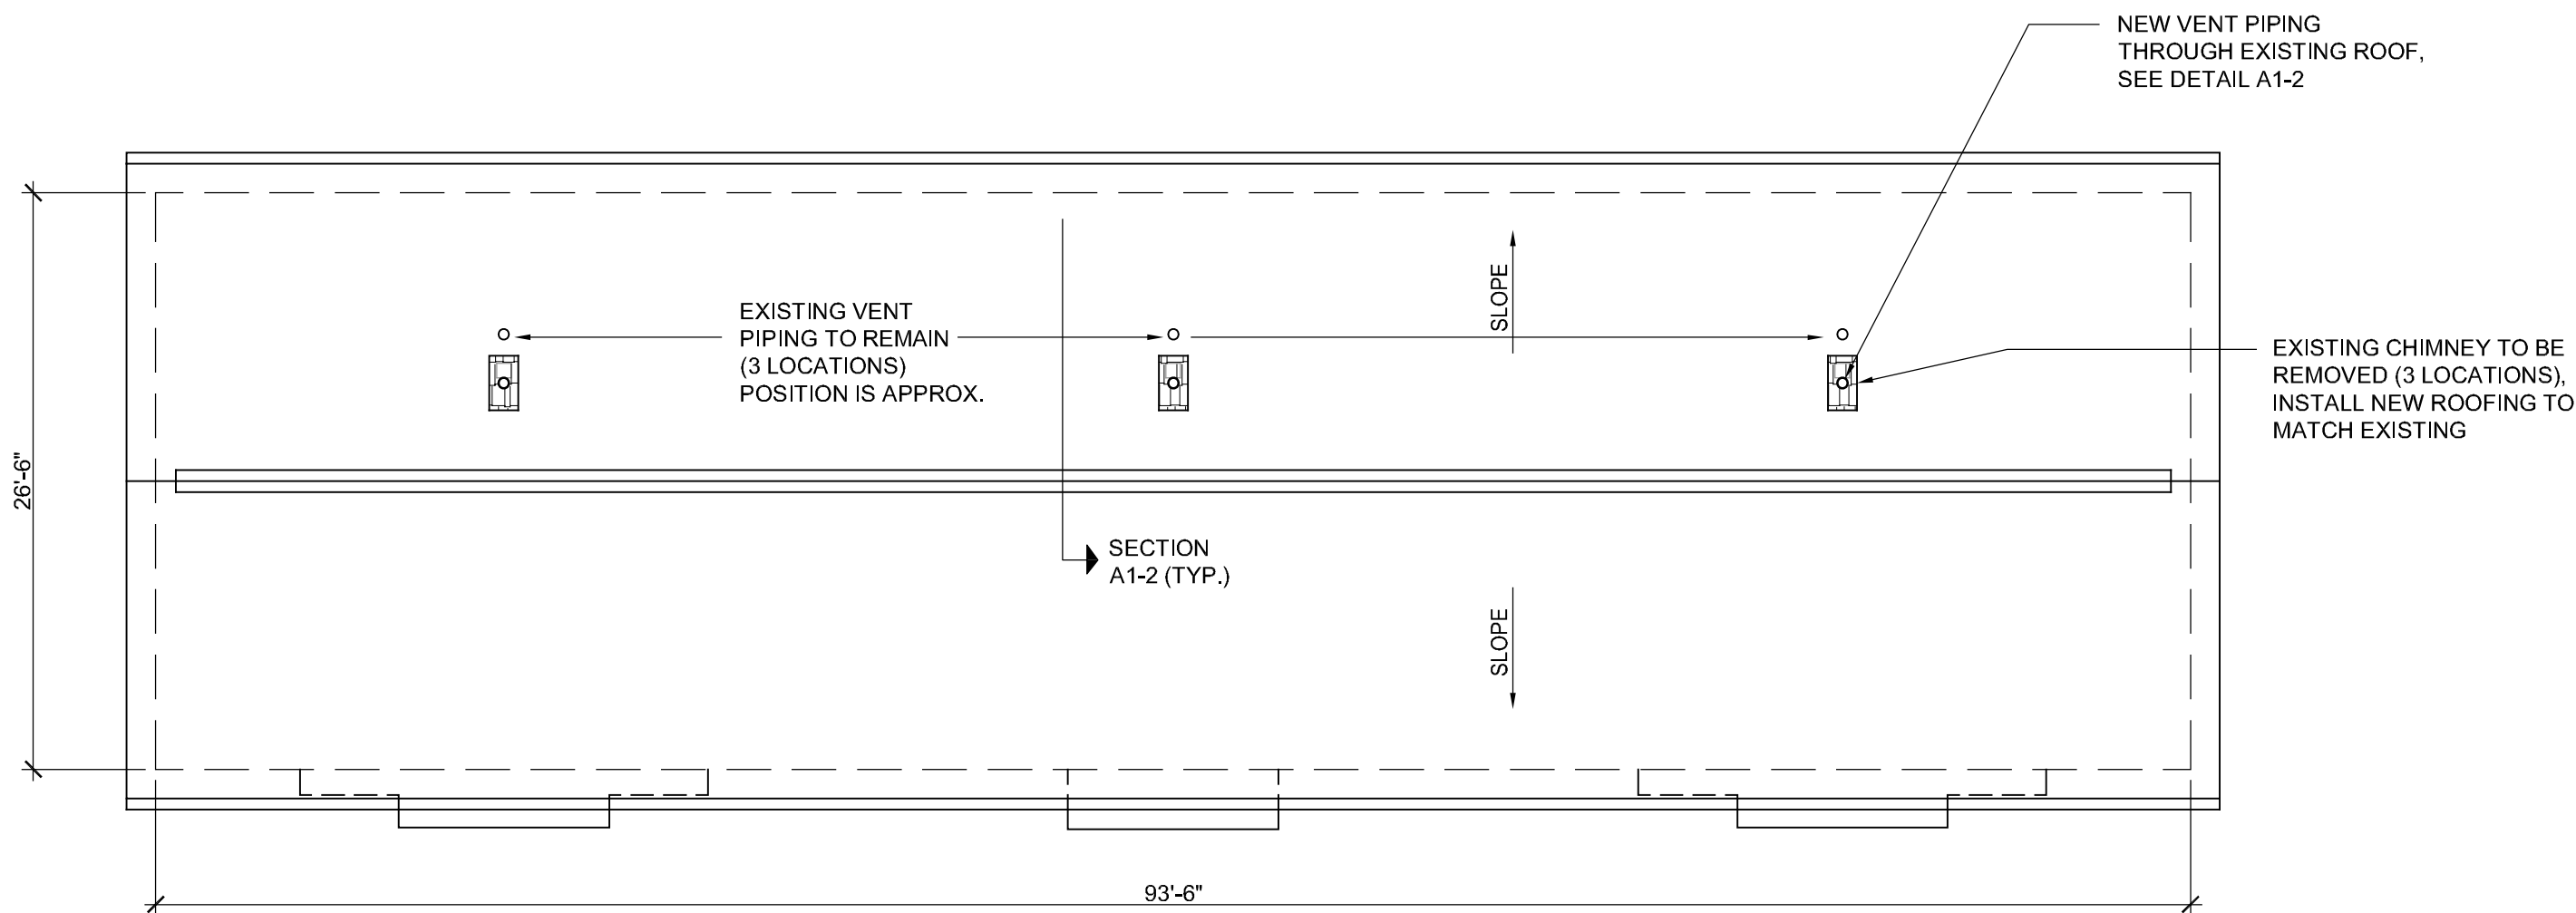 NEW VENT PIPING
THROUGH EXISTING ROOF,
SEE DETAIL A1-2
EXISTING VENT
PIPING TO REMAIN
(3 LOCATIONS)
POSITION IS APPROX.
SLOPE
EXISTING CHIMNEY TO BE
REMOVED (3 LOCATIONS),
INSTALL NEW ROOFING TO
MATCH EXISTING
26'-6"
SECTION
A1-2 (TYP.)
SLOPE
93'-6"